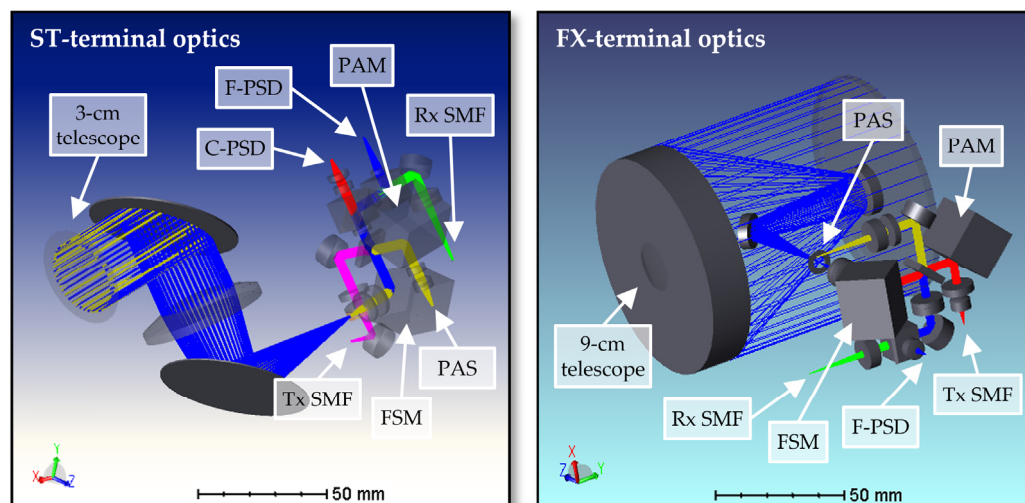 ST-terminal optics
PAM
F-PSD
Rx SMF
C-PSD
3-cm
telescope
Tx SMF
PAS
FSM
X
Y
Z
50 mm
FX-terminal optics
PAS
PAM
9-cm
telescope
Rx SMF
FSM
F-PSD
Tx SMF
X
Z
Y
50 mm